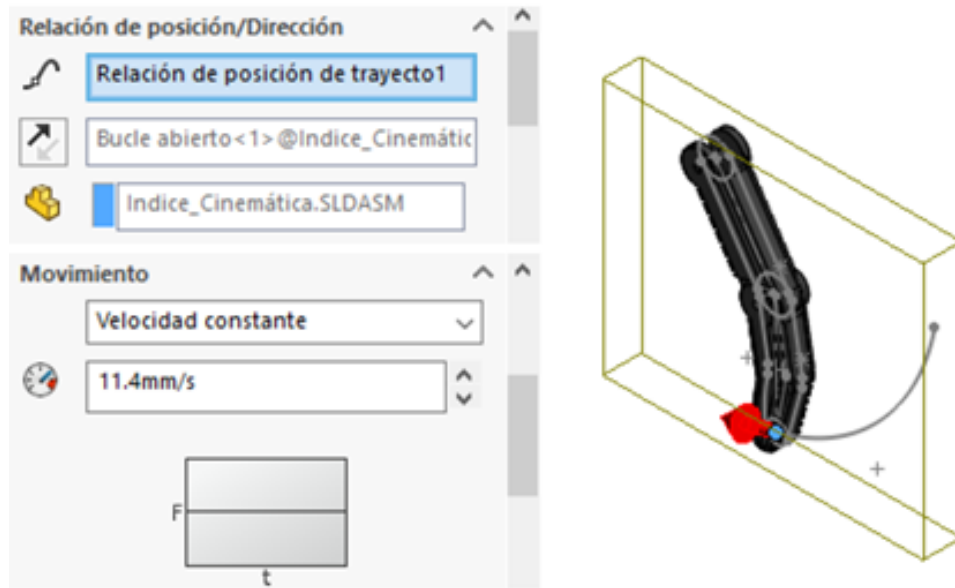 Relación de posición/Dirección
Relación de posición de trayecto1
Bucle abierto<1>@Indice_Cinemátic
Indice_Cinemática.SLDASM
Movimiento
Velocidad constante
11.4mm/s
F
t